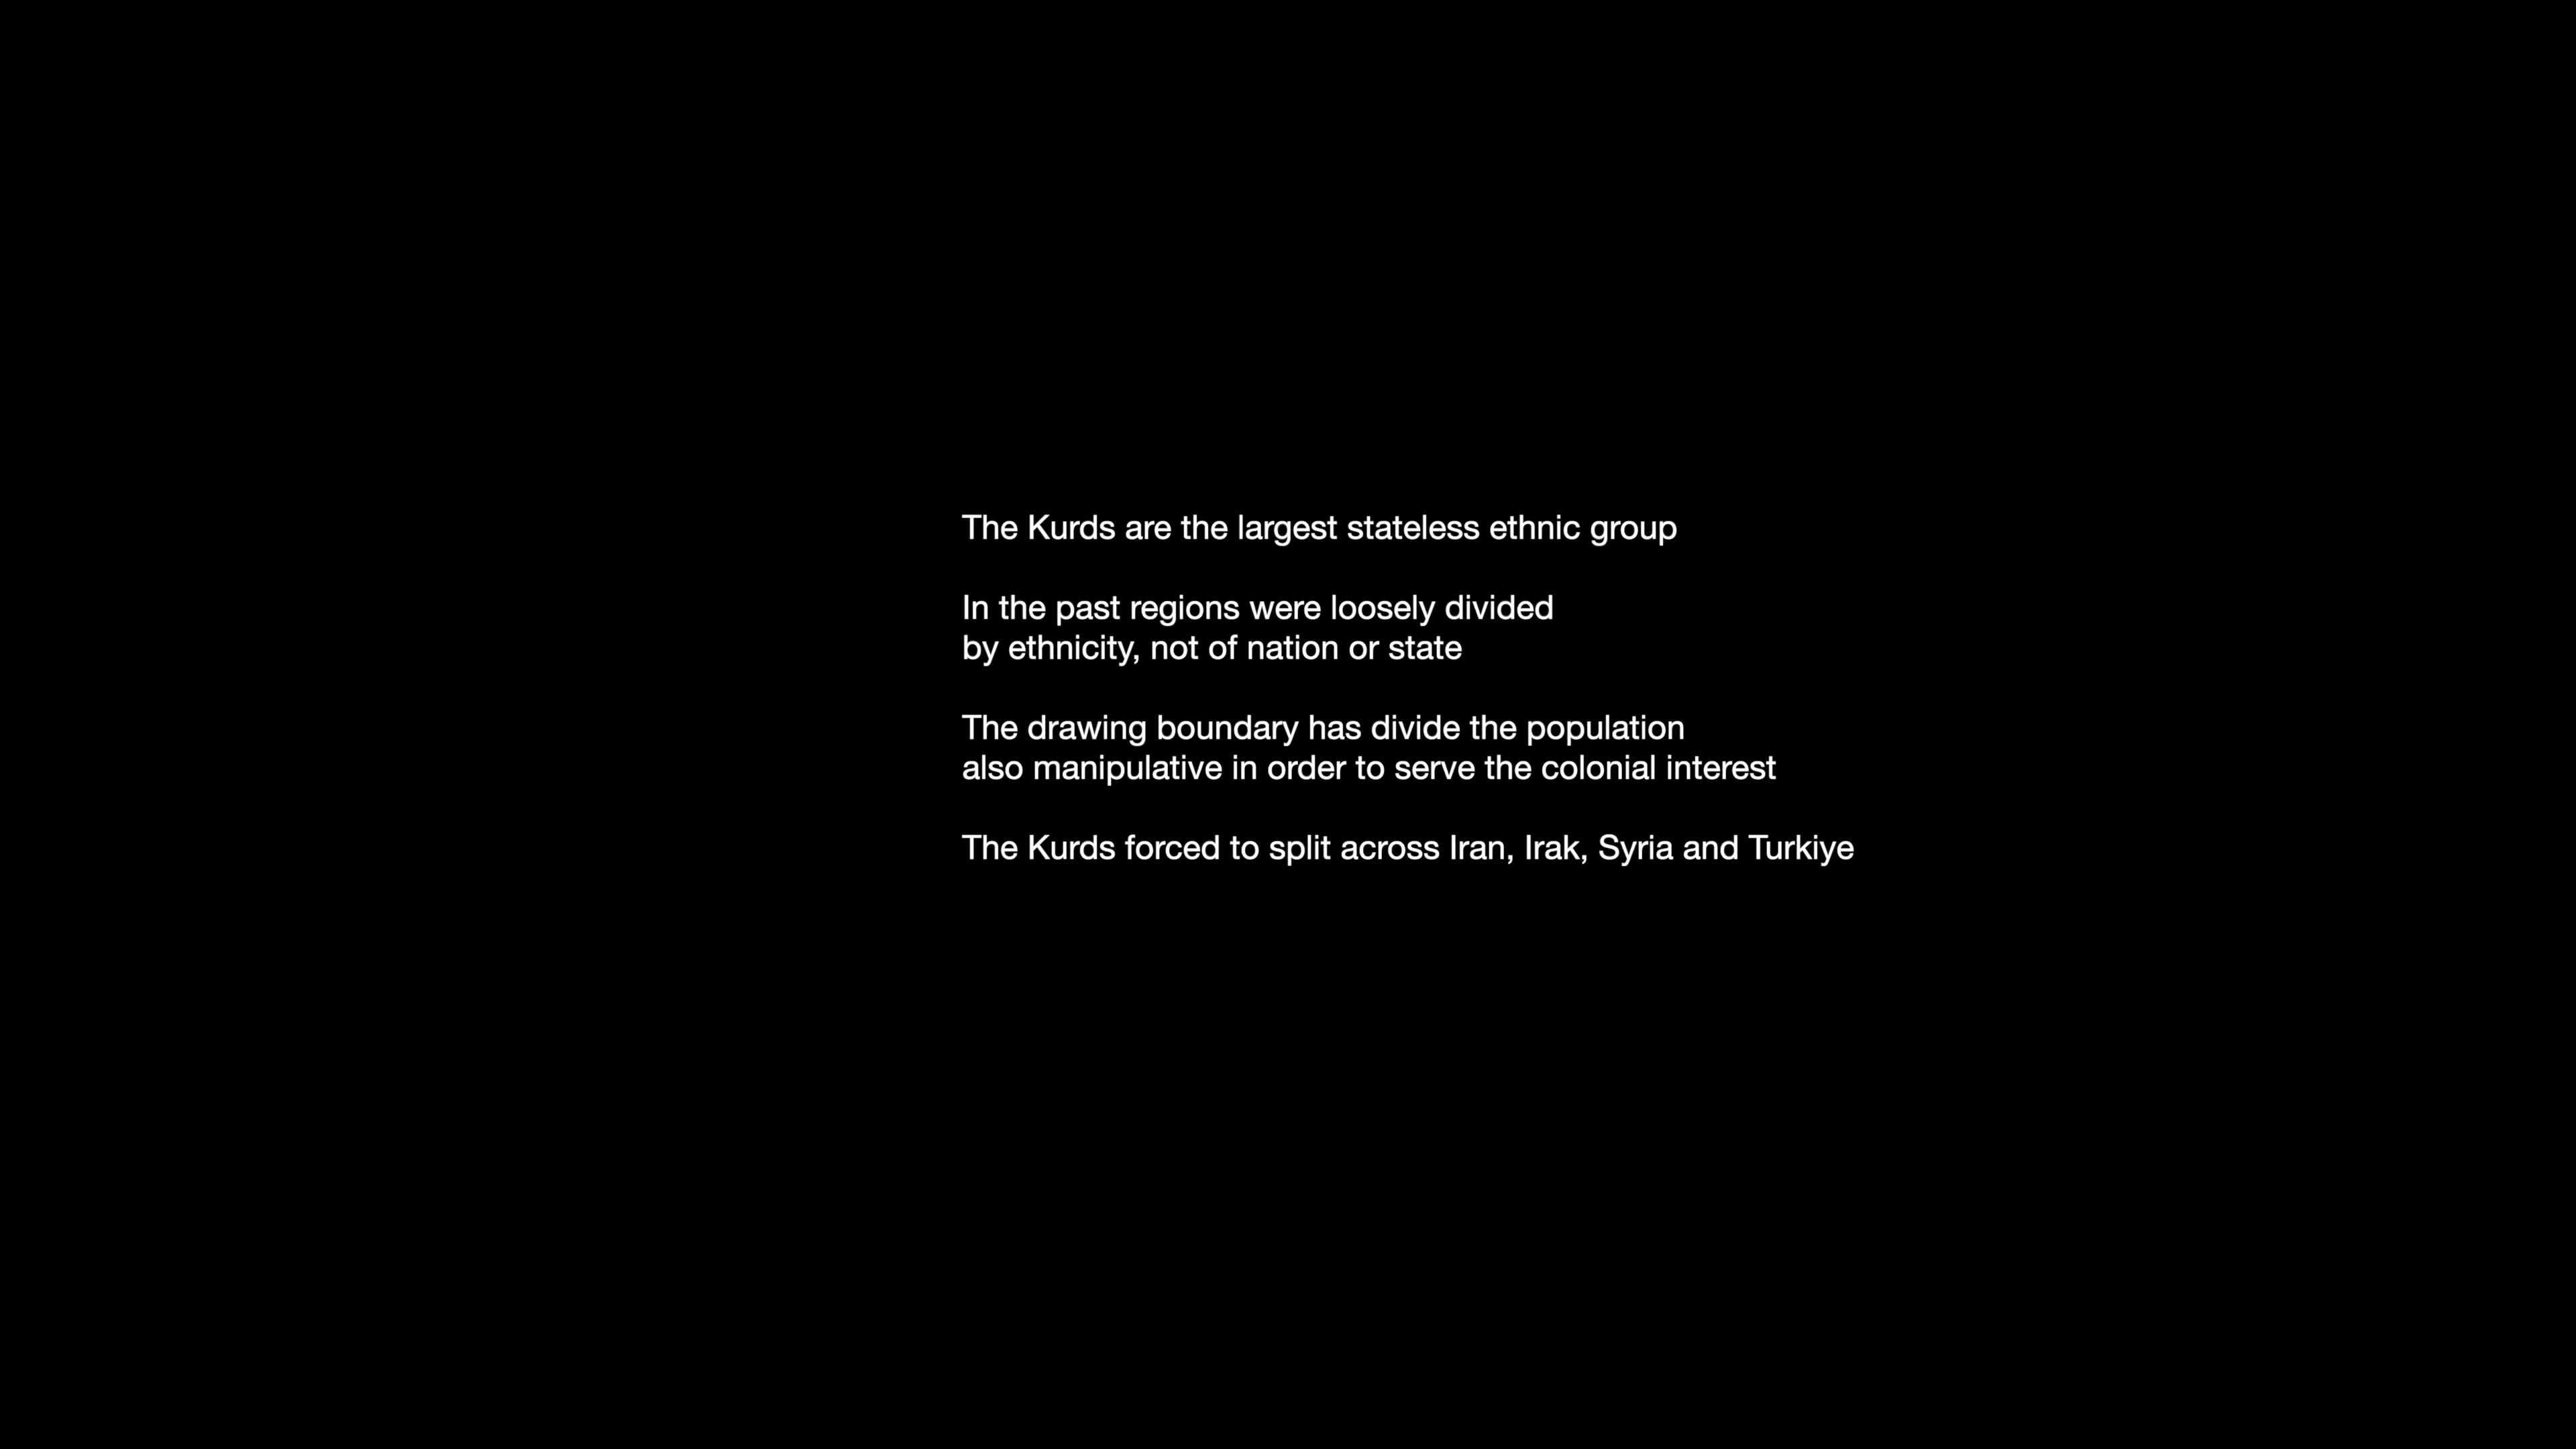 The Kurds are the largest stateless ethnic group
In the past regions were loosely divided
by ethnicity, not of nation or state
The drawing boundary has divide the population
also manipulative in order to serve the colonial interest
The Kurds forced to split across Iran, Irak, Syria and Turkiye